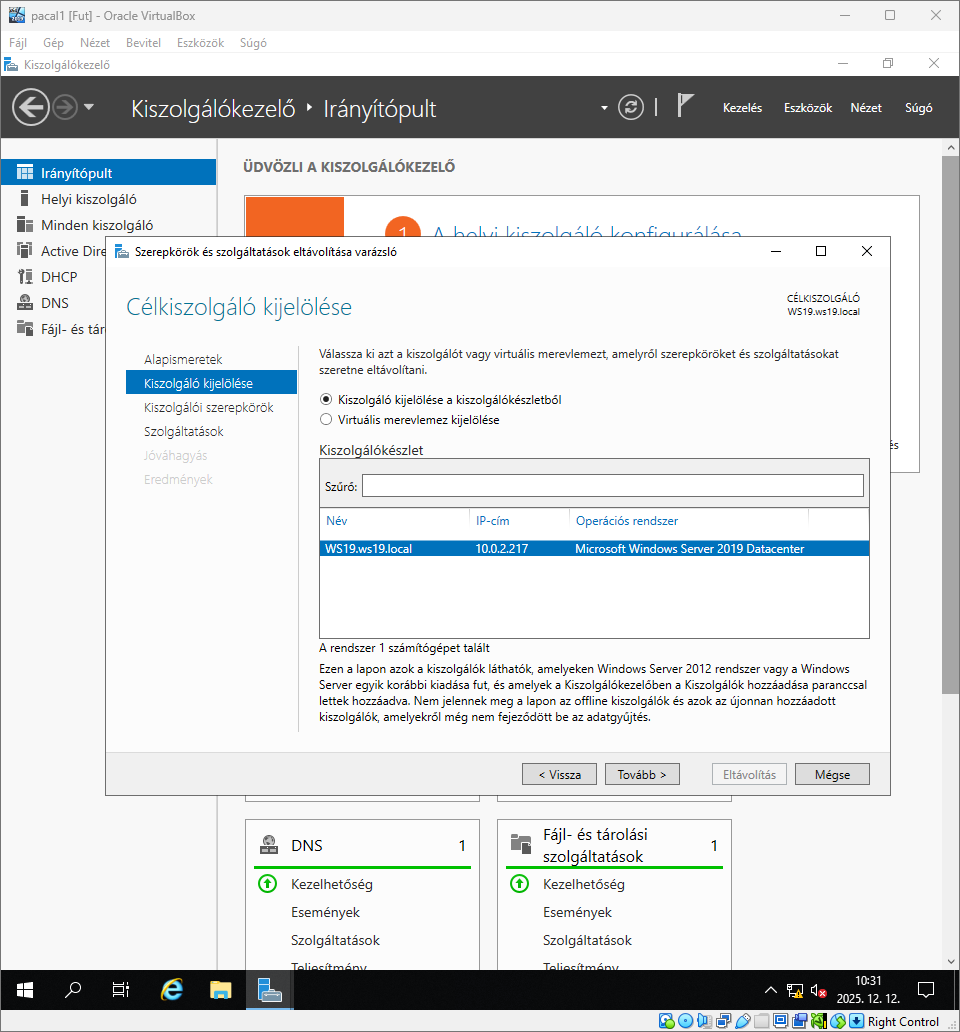 pacal1 [Fut] - Oracle VirtualBox
Fájl Gép Nézet Bevitel Eszközök Súgó
Kiszolgálókezelő
Kiszolgálókezelő Irányítópult
Kezelés Eszközök Nézet Súgó
Irányítópult
Helyi kiszolgáló
Minden kiszolgáló
Active Dire
DHCP
DNS
Fájl- és tár
ÜDVÖZLI A KISZOLGÁLÓKEZELŐ
1 A helyi kiszolgáló konfigurálása
Szerepkörök és szolgáltatások eltávolítása varázsló
Célkiszolgáló kijelölése
CÉLKISZOLGÁLÓ
WS19.ws19.local
Alapismeretek
Kiszolgáló kijelölése
Kiszolgálói szerepkörök
Szolgáltatások
Jóváhagyás
Eredmények
Válassza ki azt a kiszolgálót vagy virtuális merevlemezt, amelyről szerepköröket és szolgáltatásokat
szeretne eltávolítani.
Kiszolgáló kijelölése a kiszolgálókészletből
Virtuális merevlemez kijelölése
Kiszolgálókészlet
Szűrő:
Név IP-cím Operációs rendszer
WS19.ws19.local 10.0.2.217 Microsoft Windows Server 2019 Datacenter
A rendszer 1 számítógépet talált
Ezen a lapon azok a kiszolgálók láthatók, amelyeken Windows Server 2012 rendszer vagy a Windows
Server egyik korábbi kiadása fut, és amelyek a Kiszolgálókezelőben a Kiszolgálók hozzáadása paranccsal
lettek hozzáadva. Nem jelennek meg a lapon az offline kiszolgálók és azok az újonnan hozzáadott
kiszolgálók, amelyekről még nem fejeződött be az adatgyűjtés.
< Vissza Tovább > Eltávolítás Mégse
és
DNS 1
Kezelhetőség
Események
Szolgáltatások
Teljesítmény
Fájl- és tárolási
szolgáltatások 1
Kezelhetőség
Események
Szolgáltatások
Teljesítmény
10:31
2025. 12. 12.
Right Control